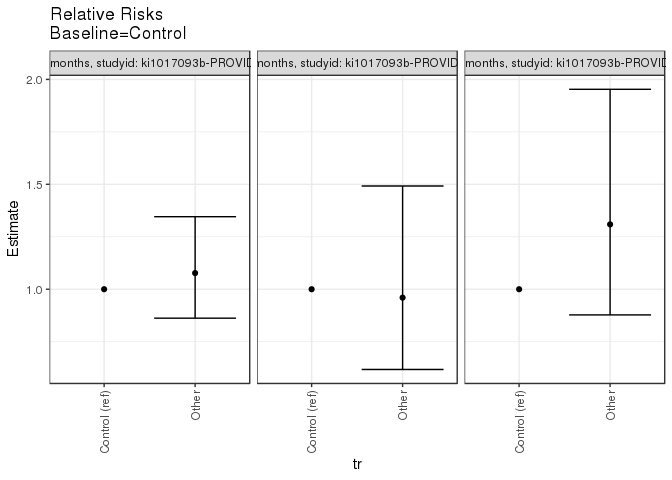 Relative Risks
Baseline=Control
months, studyid: ki1017093b-PROVID
months, studyid: ki1017093b-PROVID
months, studyid: ki1017093b-PROVID
2.0
1.5
1.0
Estimate
Control (ref)
Other
Control (ref)
Other
Control (ref)
Other
tr